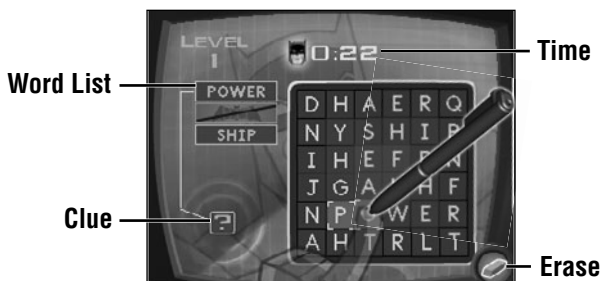 LEVEL
1
0:22
Time
Word List
POWER
SHIP
D H A E R Q
N Y S H I P
I H E F
J G A H F
N P O W E R
A H T R L T
Clue
?
Erase